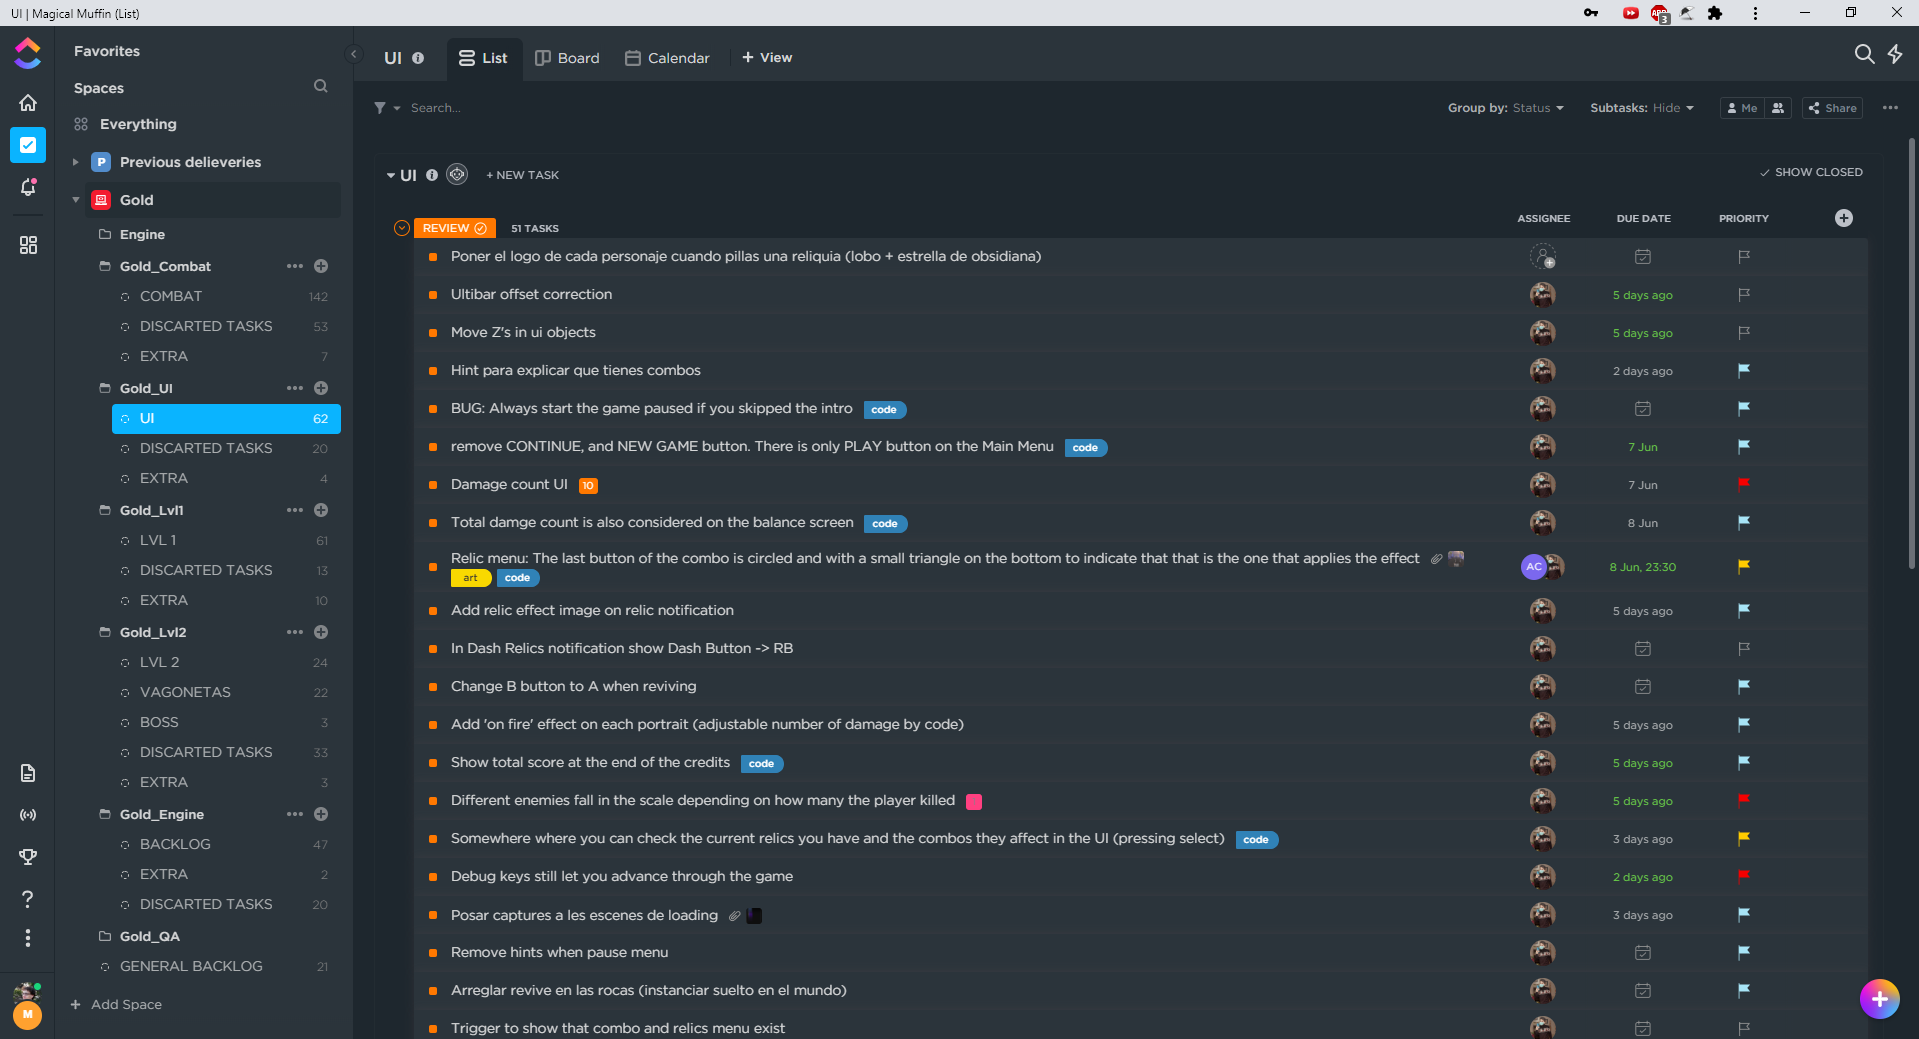 UI | Magical Muffin (List)
ABP 3
Favorites
Spaces
Everything
P Previous delieveries
Gold
Engine
Gold_Combat
COMBAT 142
DISCARTED TASKS 53
EXTRA 7
Gold_UI
UI 62
DISCARTED TASKS 20
EXTRA 4
Gold_Lvl1
LVL 1 61
DISCARTED TASKS 13
EXTRA 10
Gold_Lvl2
LVL 2 24
VAGONETAS 22
BOSS 3
DISCARTED TASKS 33
EXTRA 3
Gold_Engine
BACKLOG 47
EXTRA 2
DISCARTED TASKS 20
Gold_QA
GENERAL BACKLOG 21
+ Add Space
M
UI List Board Calendar + View
Search... Group by: Status Subtasks: Hide Me Share
UI + NEW TASK SHOW CLOSED
REVIEW 51 TASKS ASSIGNEE DUE DATE PRIORITY
Poner el logo de cada personaje cuando pillas una reliquia (lobo + estrella de obsidiana)
Ultibar offset correction 5 days ago
Move Z's in ui objects 5 days ago
Hint para explicar que tienes combos 2 days ago
BUG: Always start the game paused if you skipped the intro code
remove CONTINUE, and NEW GAME button. There is only PLAY button on the Main Menu code 7 Jun
Damage count UI 10 7 Jun
Total damge count is also considered on the balance screen code 8 Jun
Relic menu: The last button of the combo is circled and with a small triangle on the bottom to indicate that that is the one that applies the effect
art code AC 8 Jun, 23:30
Add relic effect image on relic notification 5 days ago
In Dash Relics notification show Dash Button -> RB
Change B button to A when reviving
Add 'on fire' effect on each portrait (adjustable number of damage by code) 5 days ago
Show total score at the end of the credits code 5 days ago
Different enemies fall in the scale depending on how many the player killed 5 days ago
Somewhere where you can check the current relics you have and the combos they affect in the UI (pressing select) code 3 days ago
Debug keys still let you advance through the game 2 days ago
Posar captures a les escenes de loading 3 days ago
Remove hints when pause menu
Arreglar revive en las rocas (instanciar suelto en el mundo)
Trigger to show that combo and relics menu exist